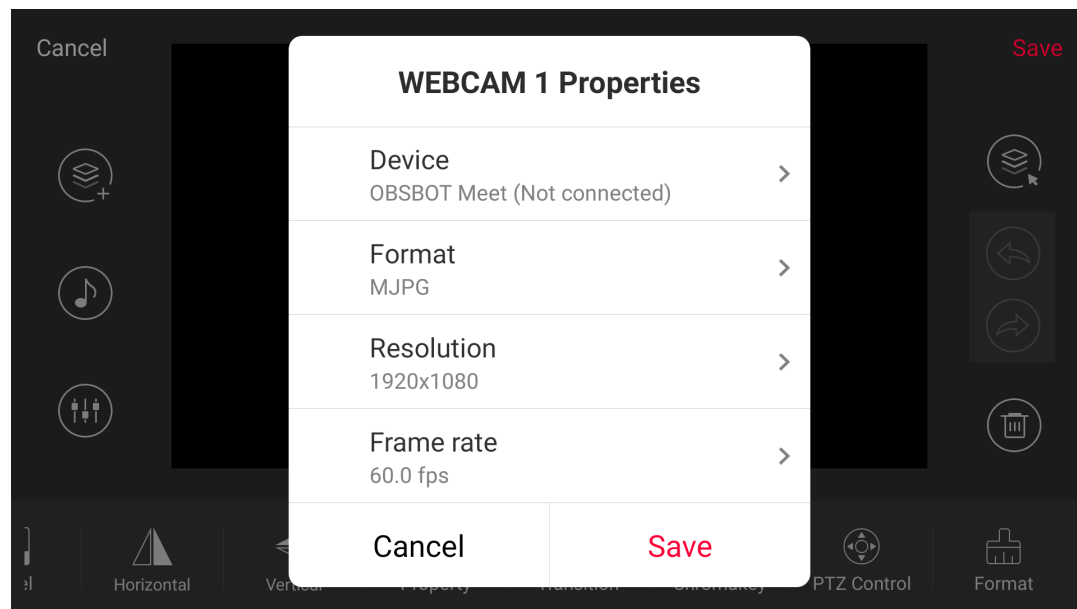 Cancel
Save
WEBCAM 1 Properties
Device
OBSBOT Meet (Not connected)
Format
MJPG
Resolution
1920x1080
Frame rate
60.0 fps
Cancel
Save
Horizontal
PTZ Control
Format